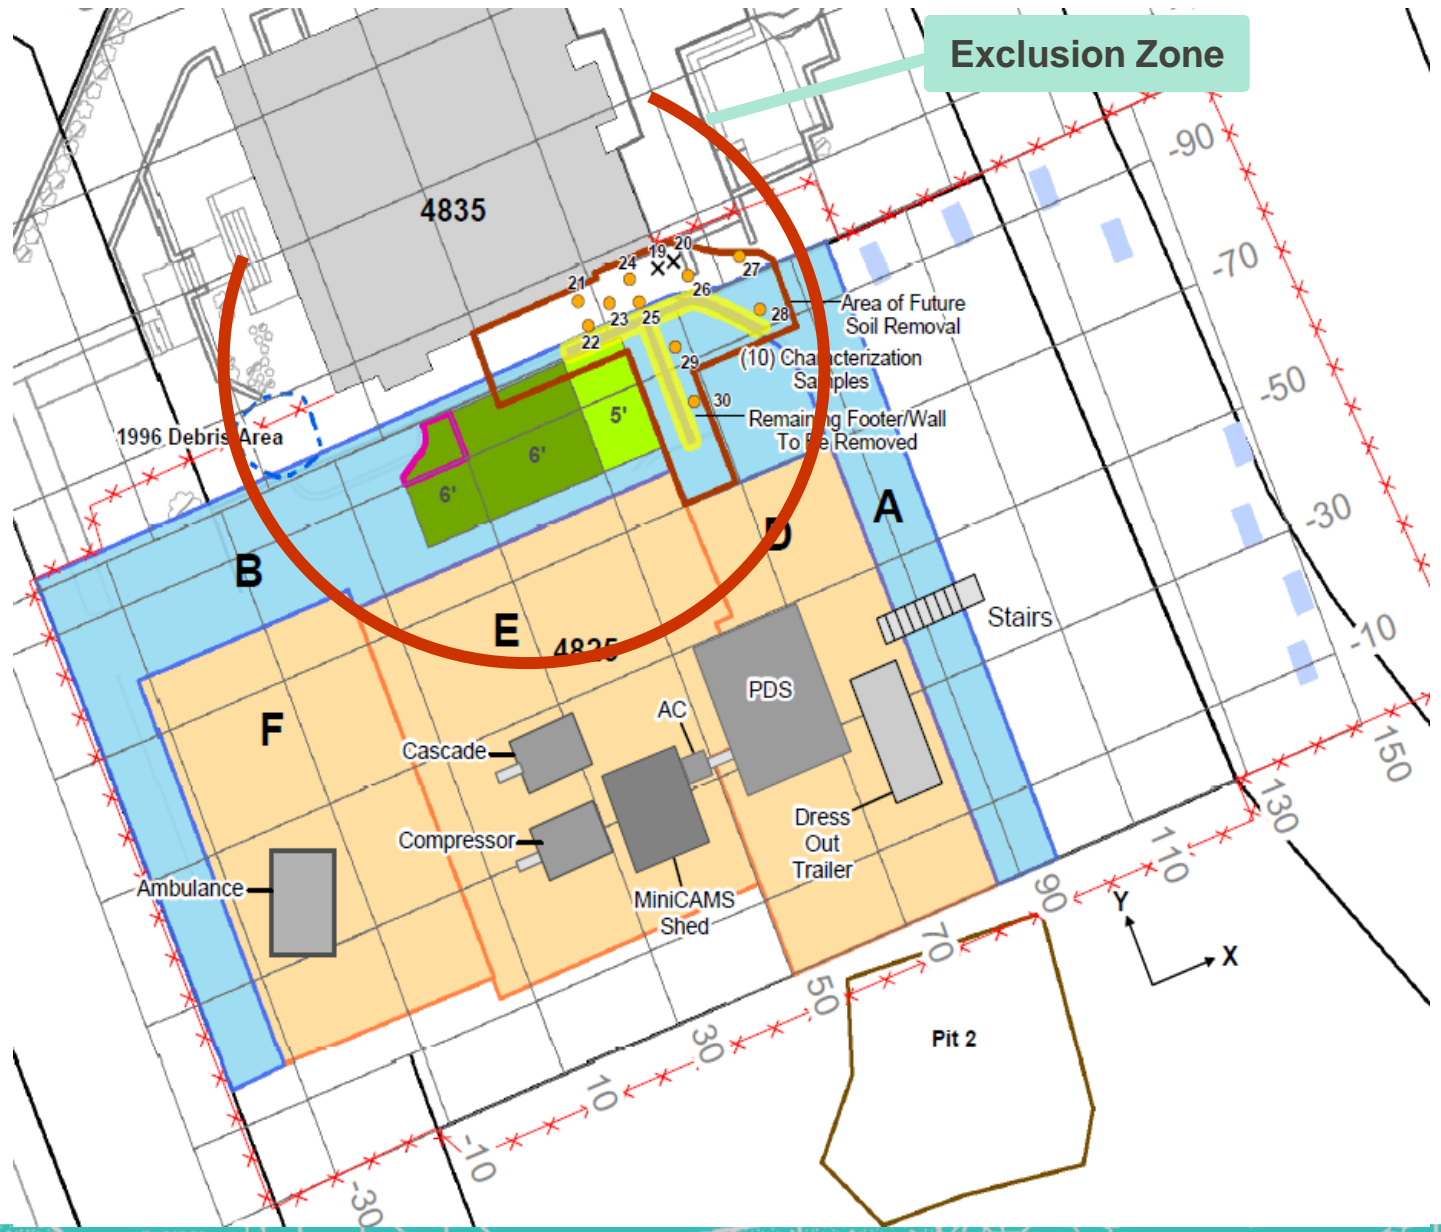 Exclusion Zone
-90
4835
20
19
-70
24
27
21
26
Area of Future
Soil Removal
28
23
25
22
(10) Characterization
Samples
29
-50
30
5'
Remaining Footer/Wall
To Be Removed
1996 Debris Area
6'
6'
A
-30
D
B
Stairs
E
4825
-10
PDS
AC
F
Cascade
150
130
Dress
Out
Trailer
Compressor
110
Ambulance
MiniCAMS
Shed
90
Y
70
X
50
Pit 2
30
10
-10
-30